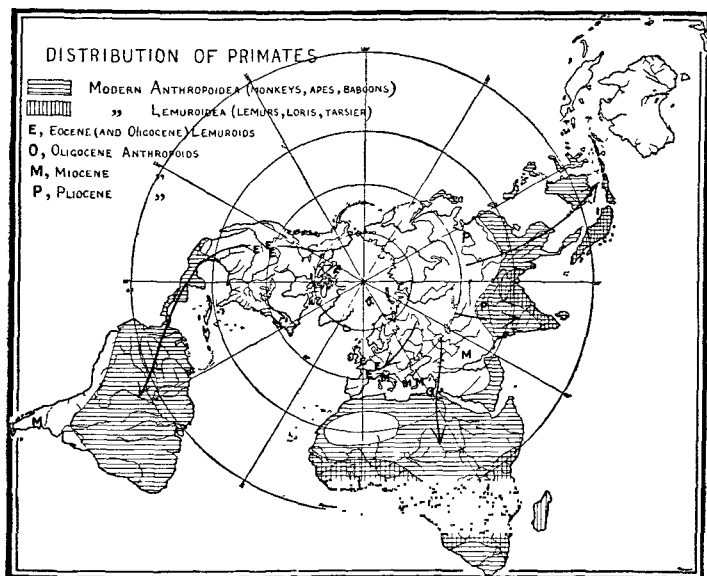 DISTRIBUTION OF PRIMATES
MODERN ANTHROPOIDEA (MONKEYS, APES, BABOONS)
„ LEMUROIDEA (LEMURS, LORIS, TARSIER)
E, EOCENE (AND OLIGOCENE) LEMUROIDS
O, OLIGOCENE ANTHROPOIDS
M, MIOCENE „
P, PLIOCENE „
P
E E
P
M
E M
M M
O
M